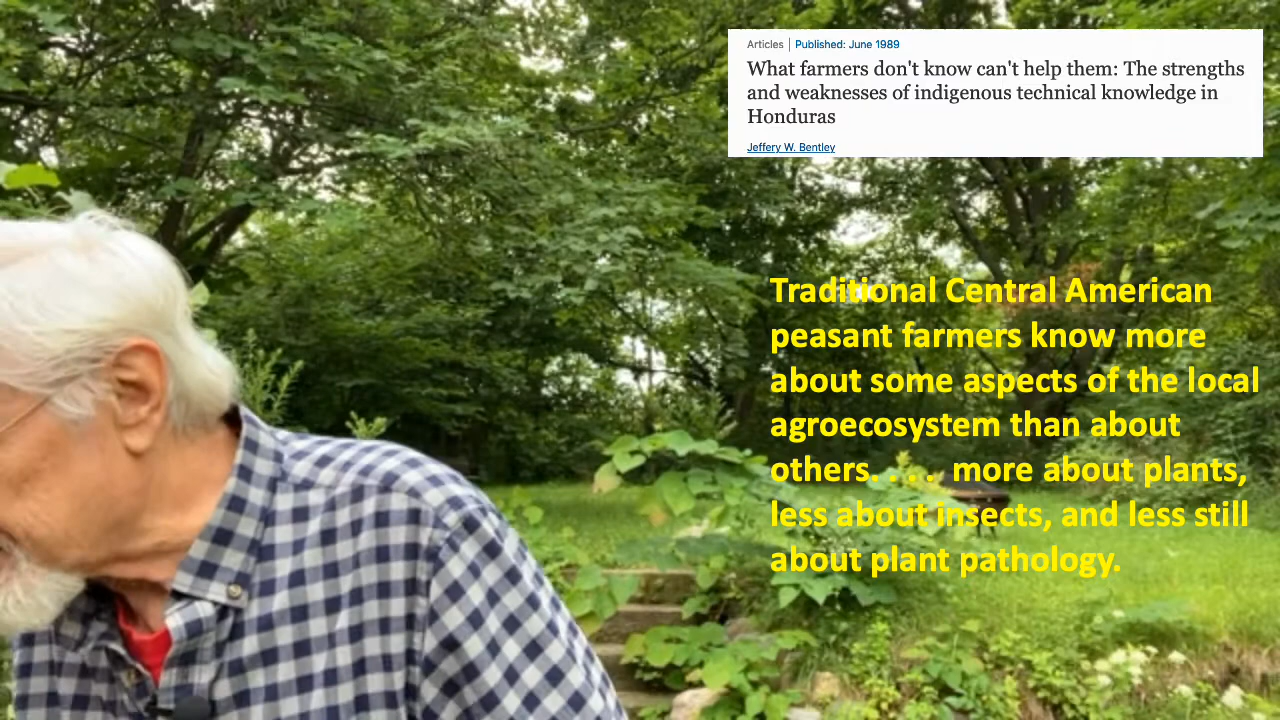 Articles | Published: June 1989
What farmers don't know can't help them: The strengths
and weaknesses of indigenous technical knowledge in
Honduras
Jeffery W. Bentley
Traditional Central American
peasant farmers know more
about some aspects of the local
agroecosystem than about
others. . . . more about plants,
less about insects, and less still
about plant pathology.